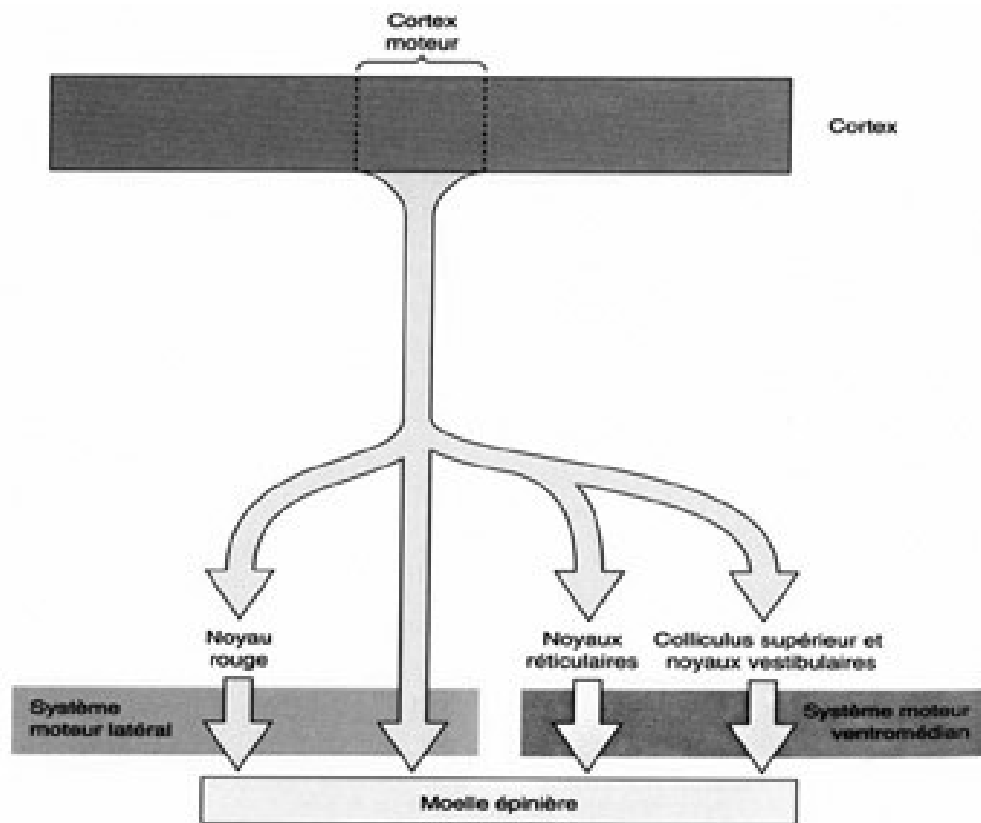 Cortex
moteur
Cortex
Noyau
rouge
Noyaux
réticulaires
Colliculus supérieur et
noyaux vestibulaires
Système
moteur latéral
Système moteur
ventromédian
Moelle épinière